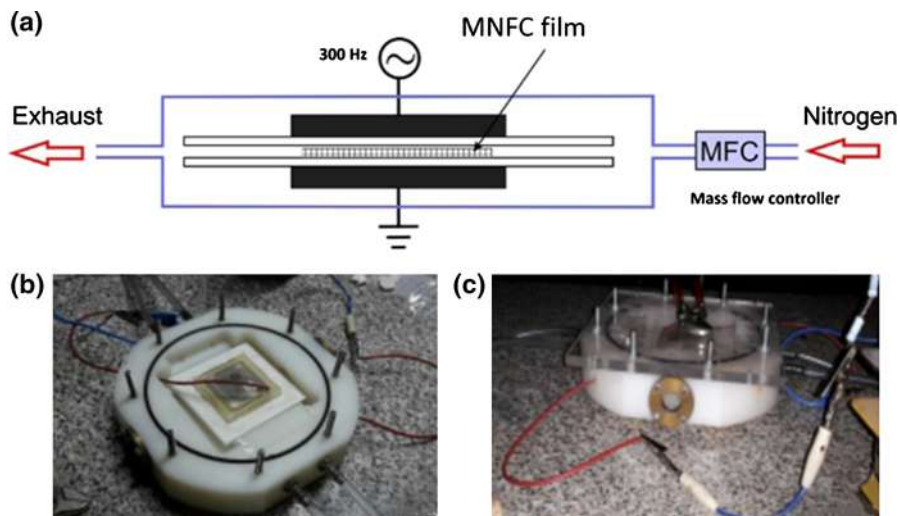 (a)
MNFC film
300 Hz
Exhaust
Nitrogen
MFC
Mass flow controller
(b)
(c)